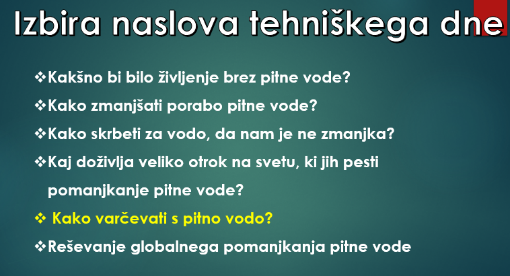 Izbira naslova tehniškega dne
❖Kakšno bi bilo življenje brez pitne vode?
❖Kako zmanjšati porabo pitne vode?
❖Kako skrbeti za vodo, da nam je ne zmanjka?
❖Kaj doživlja veliko otrok na svetu, ki jih pesti
pomanjkanje pitne vode?
❖ Kako varčevati s pitno vodo?
❖Reševanje globalnega pomanjkanja pitne vode